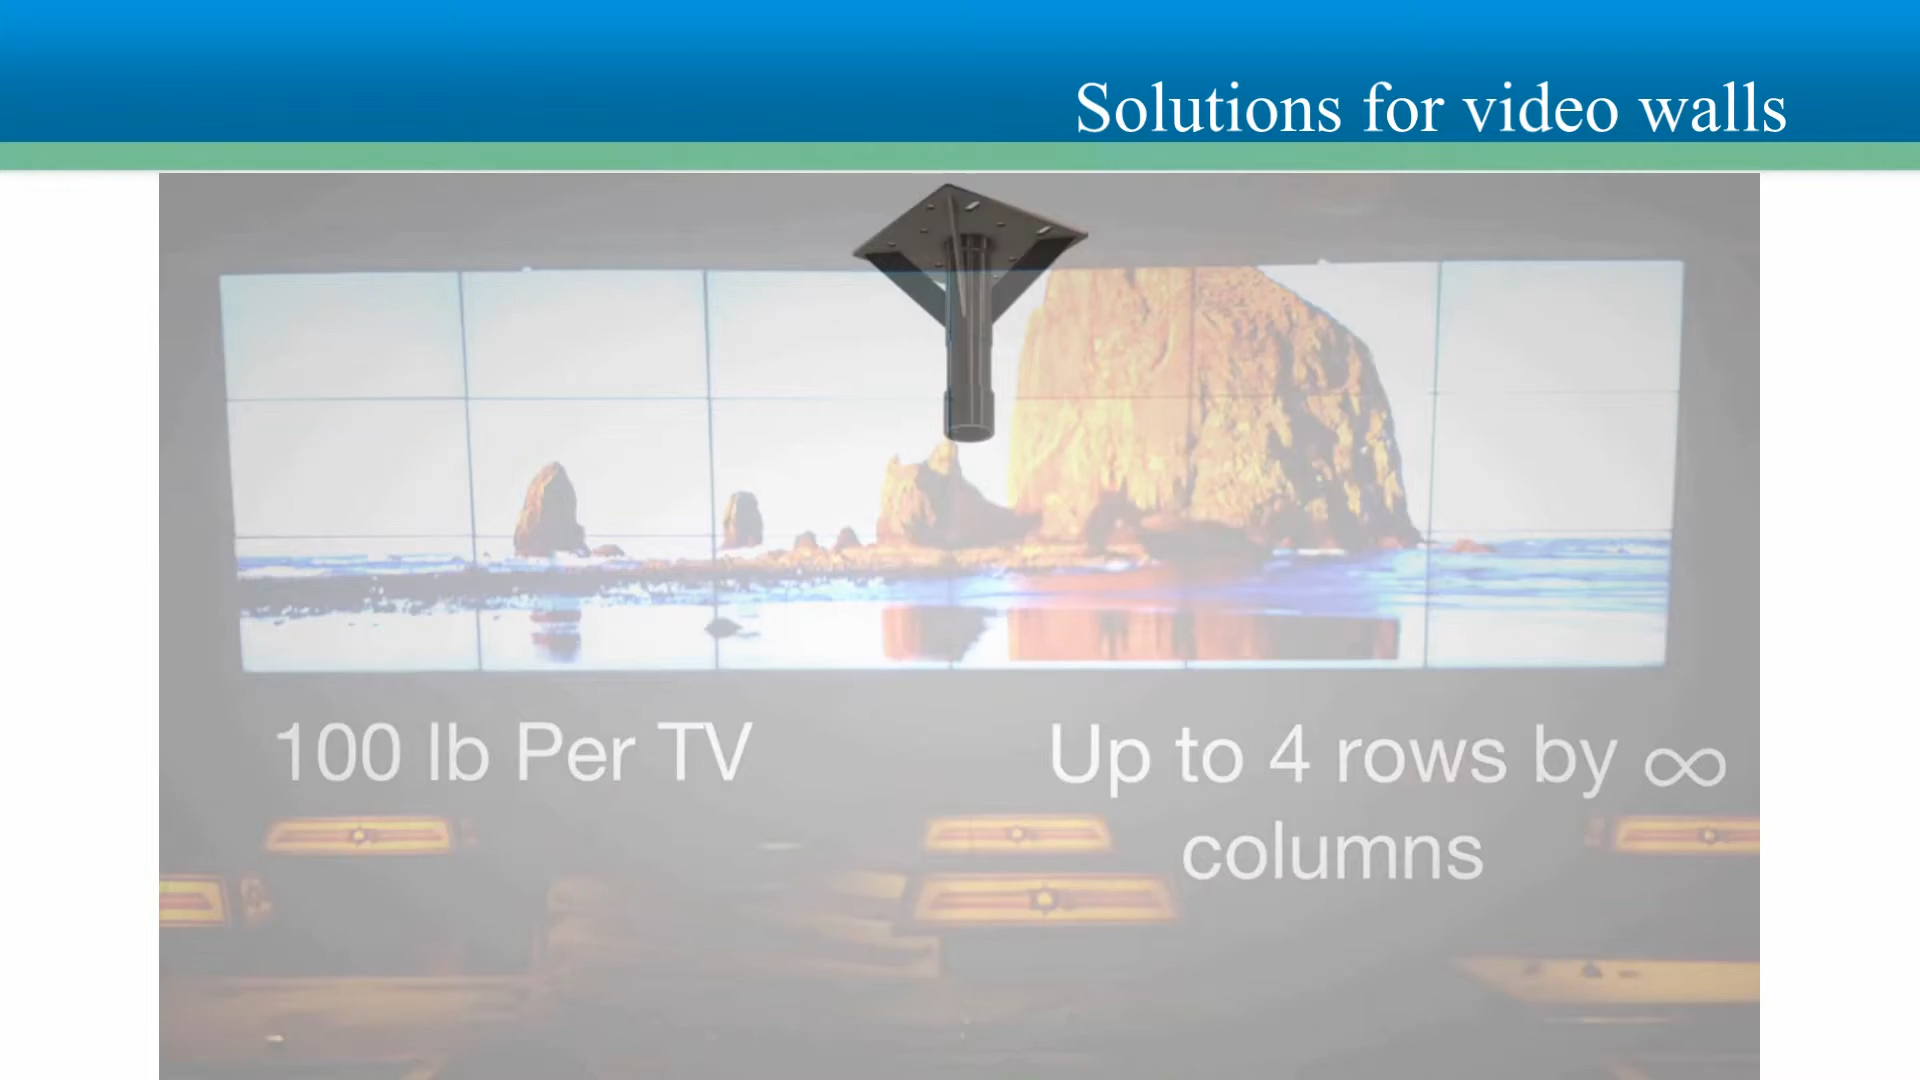 Solutions for video walls
100 lb Per TV
Up to 4 rows by ∞
columns